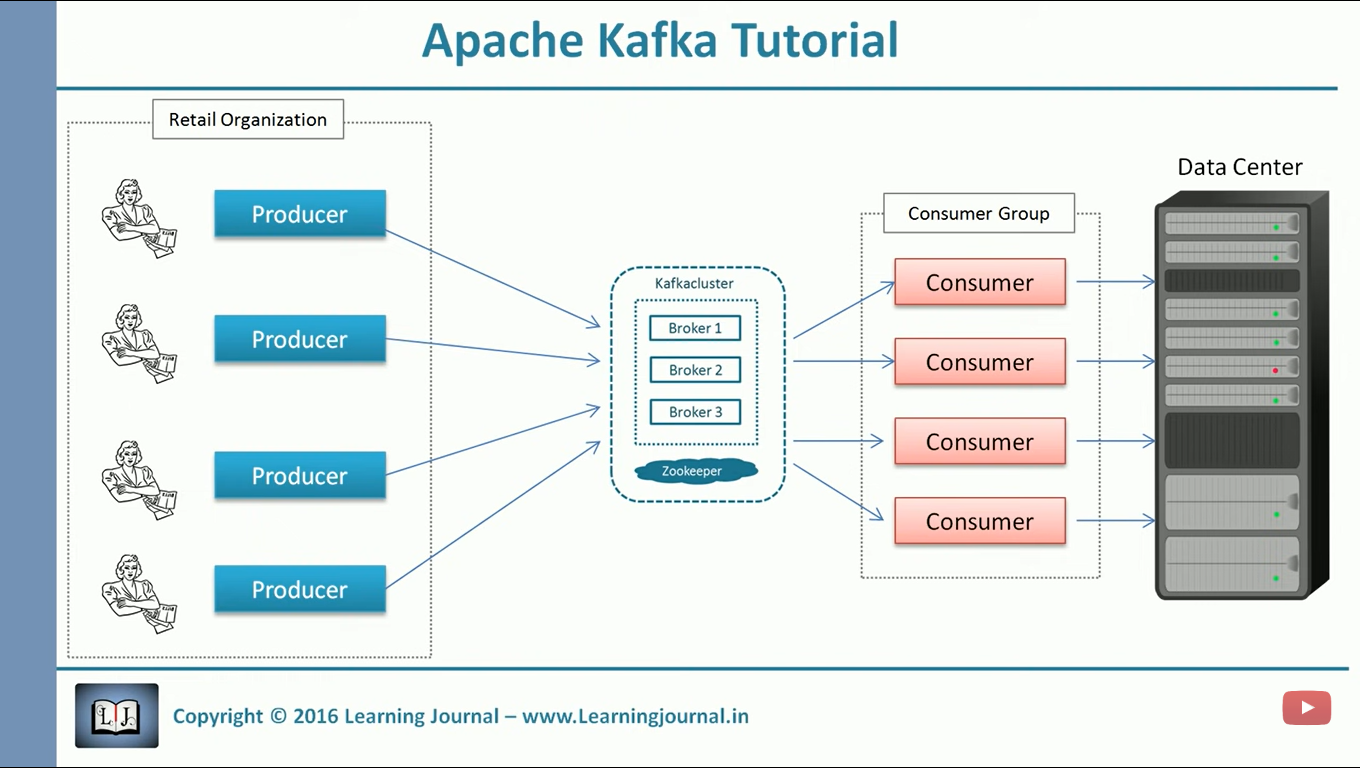 Apache Kafka Tutorial
Retail Organization
Producer
Producer
Producer
Producer
Kafkacluster
Broker 1
Broker 2
Broker 3
Zookeeper
Consumer Group
Consumer
Consumer
Consumer
Consumer
Data Center
L J
Copyright © 2016 Learning Journal – www.Learningjournal.in